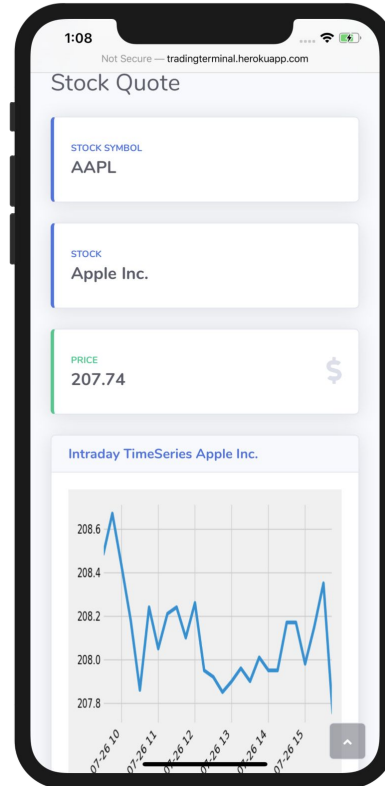 1:08
Not Secure — tradingterminal.herokuapp.com
Stock Quote
STOCK SYMBOL
AAPL
STOCK
Apple Inc.
PRICE
207.74
$
Intraday TimeSeries Apple Inc.
208.6
208.4
208.2
208.0
207.8
07-26 10
07-26 11
07-26 12
07-26 13
07-26 14
07-26 15